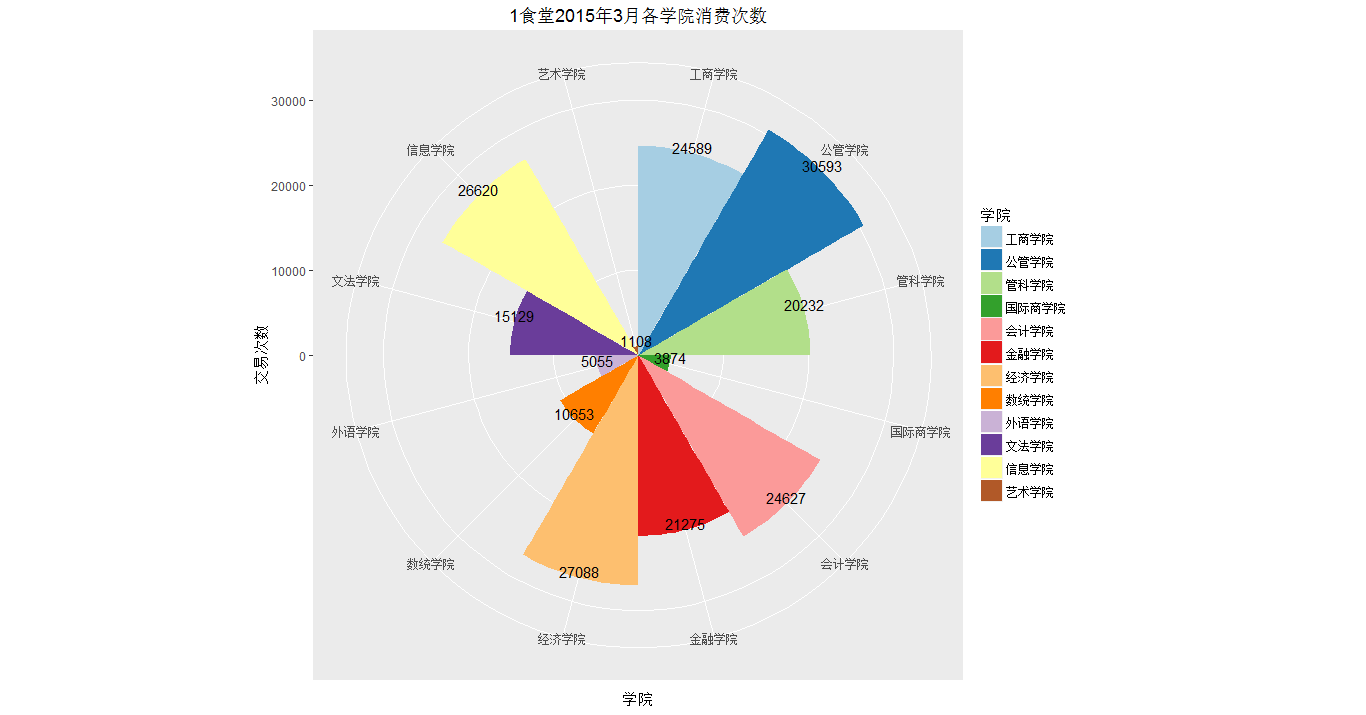 1食堂2015年3月各学院消费次数
艺术学院
工商学院
30000
信息学院
公管学院
24589
30593
20000
26620
文法学院
管科学院
10000
15129
20232
交易次数
0
1108
3874
5055
10653
外语学院
国际商学院
24627
21275
27088
数统学院
会计学院
经济学院
金融学院
学院
学院
工商学院
公管学院
管科学院
国际商学院
会计学院
金融学院
经济学院
数统学院
外语学院
文法学院
信息学院
艺术学院